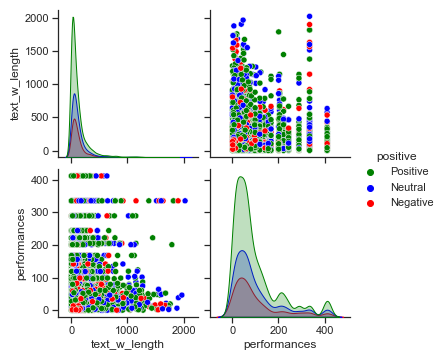 2000
1500
1000
500
0
text_w_length
400
300
200
100
0
performances
0
1000
2000
text_w_length
0
200
400
performances
positive
Positive
Neutral
Negative